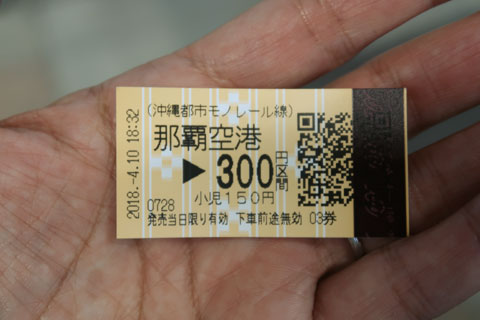 (沖縄都市モノレール線)
那覇空港
▶300円区間
小児150円
0728
発売当日限り有効 下車前途無効 03券
2018.-4.10 18:32